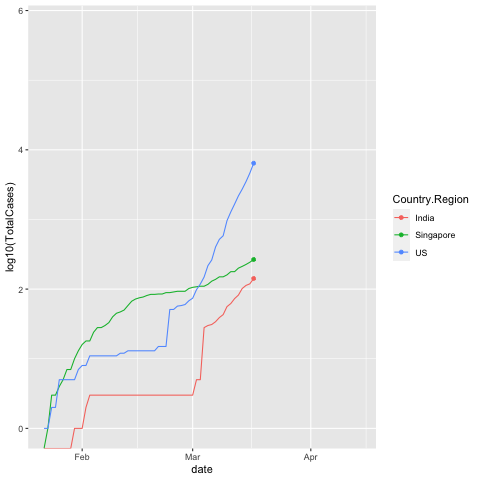 6
4
2
0
log10(TotalCases)
Feb
Mar
Apr
date
Country.Region
India
Singapore
US